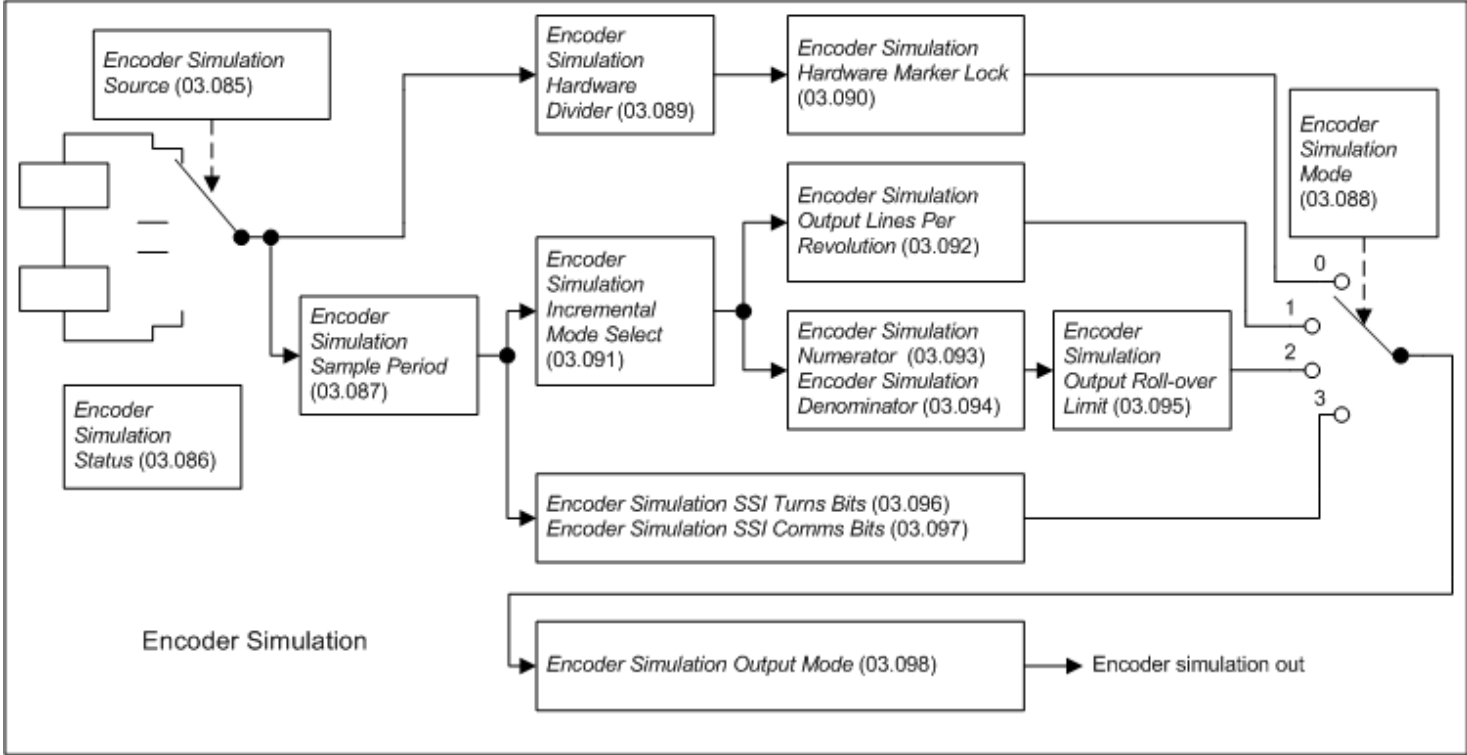 Encoder Simulation
Source (03.085)
Encoder
Simulation
Hardware
Divider (03.089)
Encoder Simulation
Hardware Marker Lock
(03.090)
Encoder
Simulation
Mode
(03.088)
Encoder Simulation
Output Lines Per
Revolution (03.092)
Encoder
Simulation
Incremental
Mode Select
(03.091)
0
Encoder
Simulation
Sample Period
(03.087)
Encoder Simulation
Numerator (03.093)
Encoder Simulation
Denominator (03.094)
Encoder
Simulation
Output Roll-over
Limit (03.095)
1
2
3
Encoder
Simulation
Status (03.086)
Encoder Simulation SSI Turns Bits (03.096)
Encoder Simulation SSI Comms Bits (03.097)
Encoder Simulation
Encoder Simulation Output Mode (03.098)
Encoder simulation out